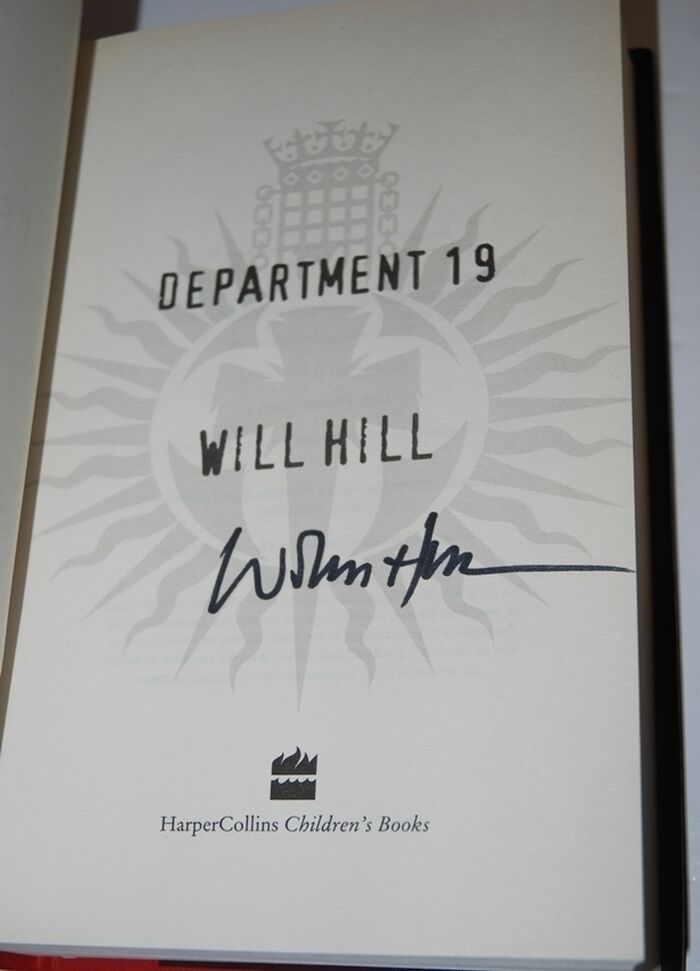 DEPARTMENT 19
WILL HILL
HarperCollins Children's Books